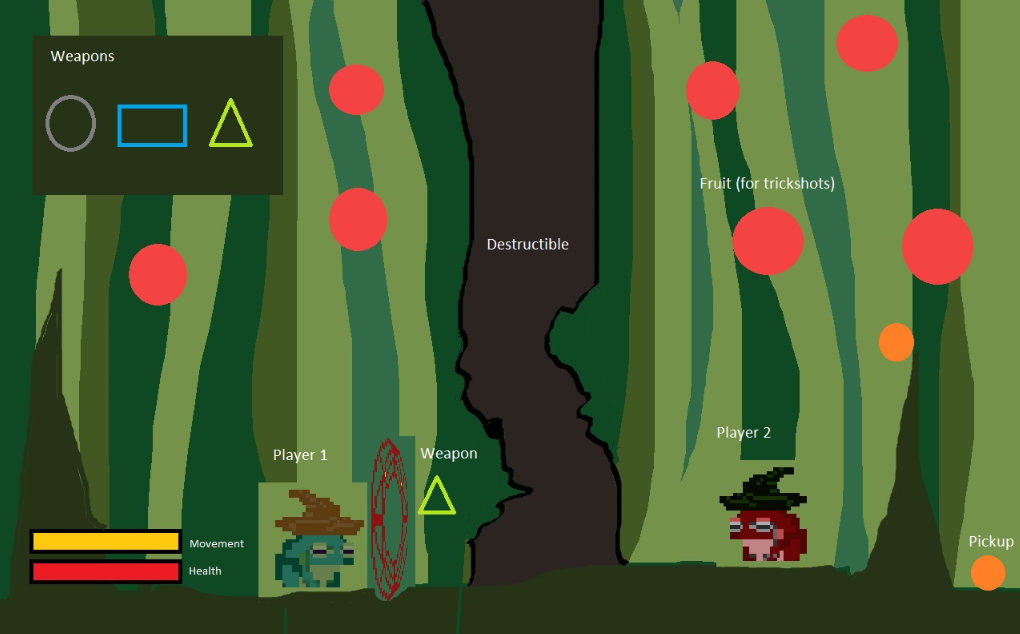 Weapons
Fruit (for trickshots)
Destructible
Player 2
Player 1
Weapon
Movement
Health
Pickup